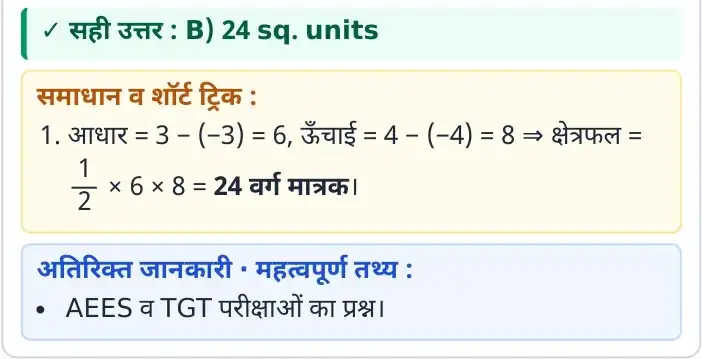 ✓ सही उत्तर : B) 24 sq. units
समाधान व शॉर्ट ट्रिक :
1. आधार = 3 − (−3) = 6, ऊँचाई = 4 − (−4) = 8 ⇒ क्षेत्रफल =
1/2 × 6 × 8 = 24 वर्ग मात्रक।
अतिरिक्त जानकारी · महत्वपूर्ण तथ्य :
• AEES व TGT परीक्षाओं का प्रश्न।